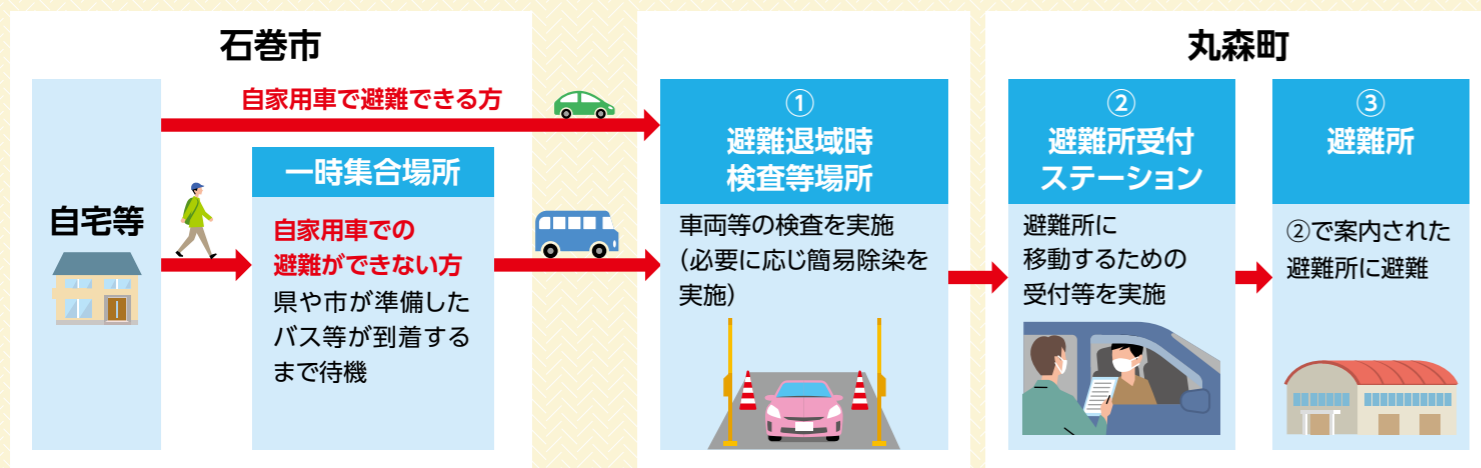 石巻市
自宅等
自家用車で避難できる方
一時集合場所
自家用車での
避難ができない方
県や市が準備した
バス等が到着する
まで待機
①
避難退域時
検査等場所
車両等の検査を実施
（必要に応じ簡易除染を
実施）
丸森町
②
避難所受付
ステーション
避難所に
移動するための
受付等を実施
③
避難所
②で案内された
避難所に避難